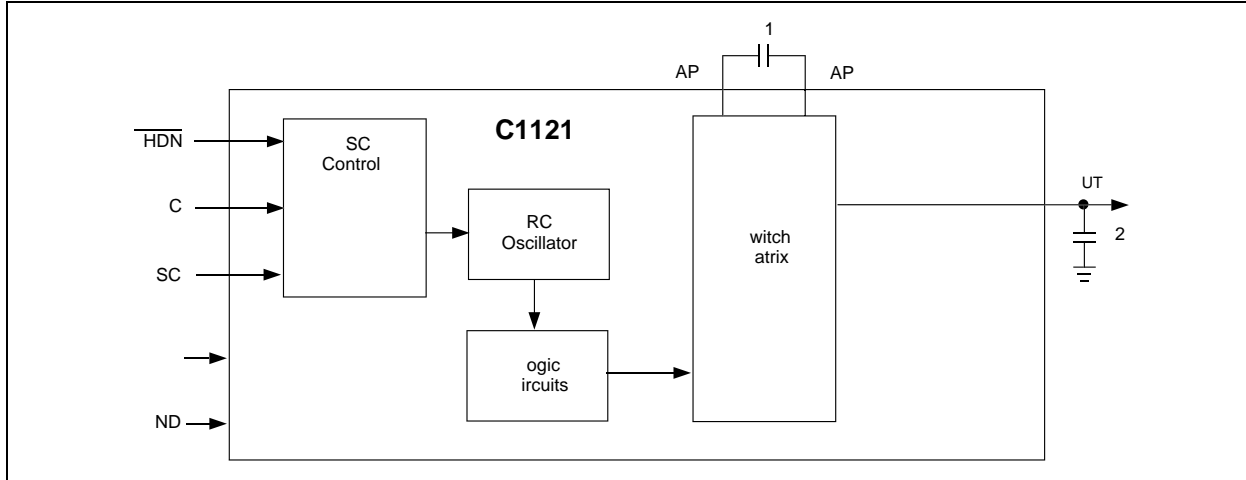 1
AP
AP
C1121
HDN
SC
Control
C
UT
RC
Oscillator
witch
atrix
2
SC
ogic
ircuits
ND